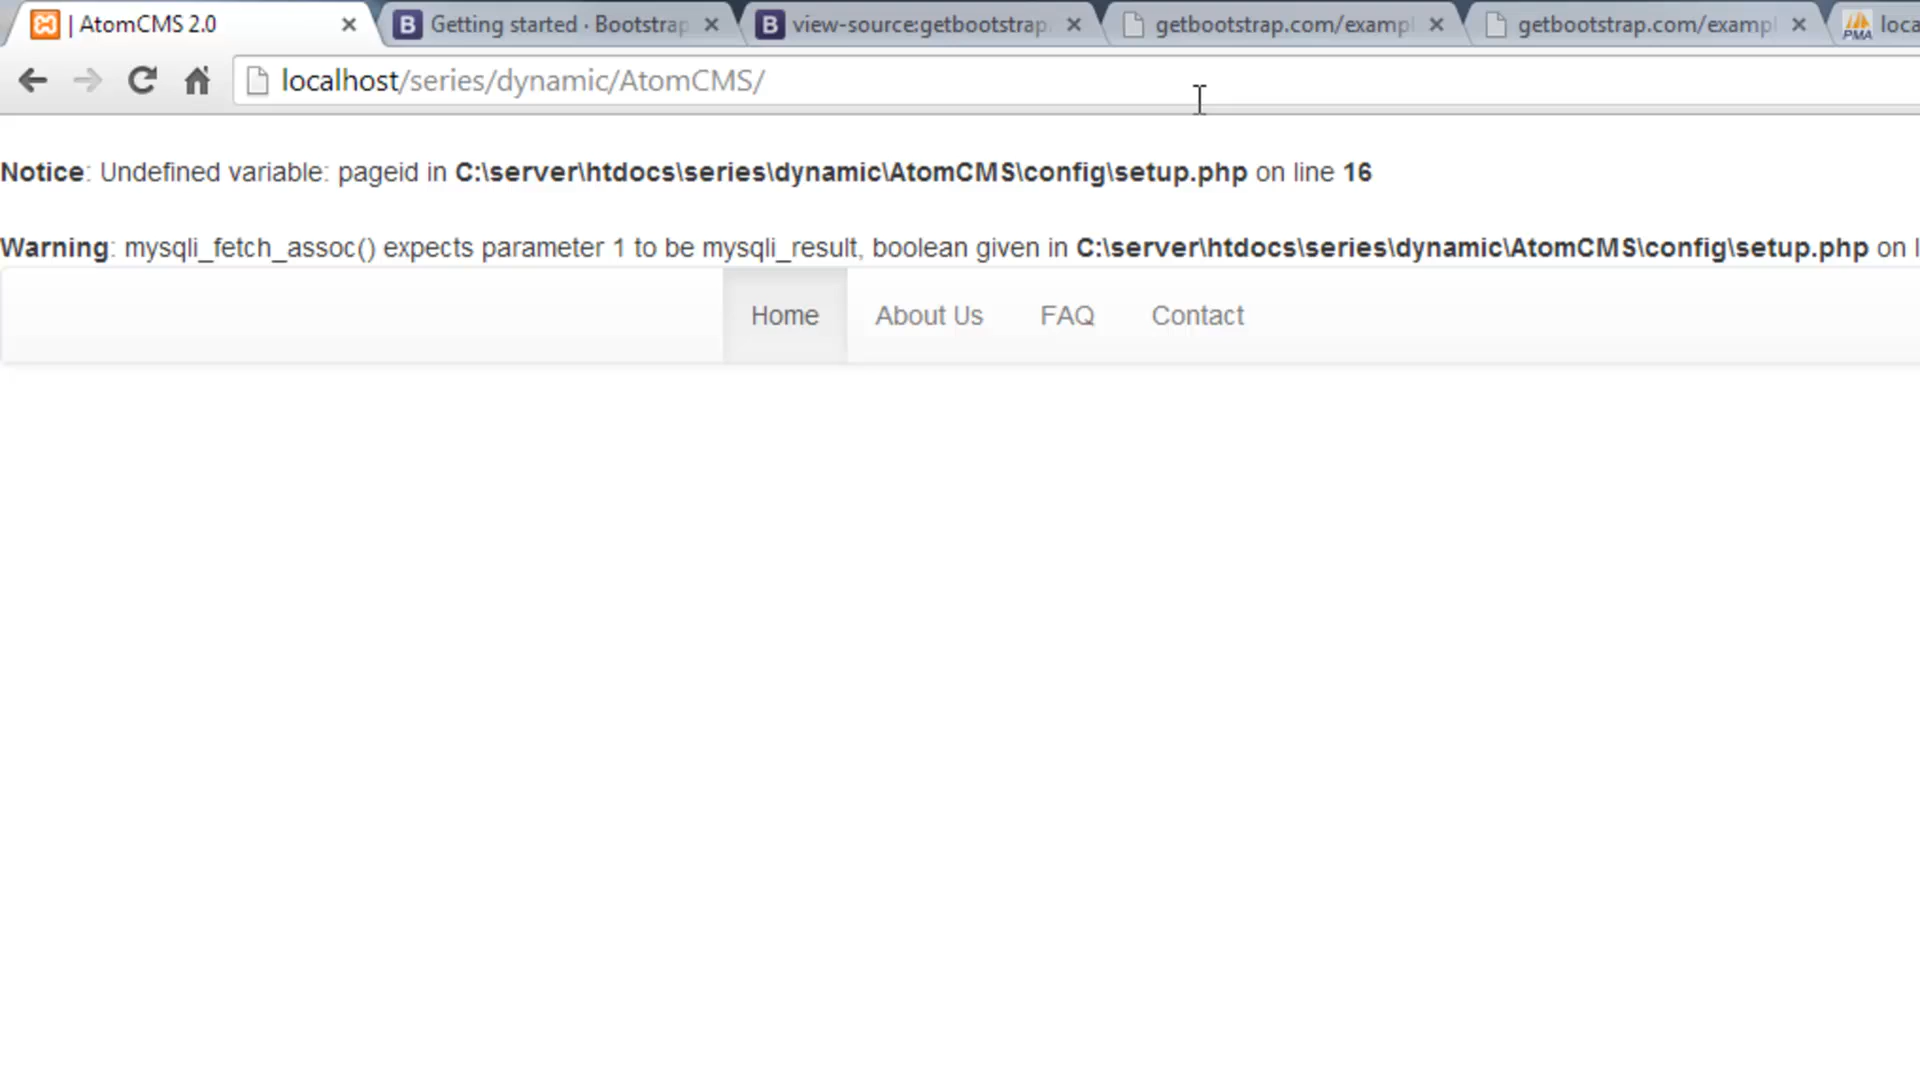 | AtomCMS 2.0
Getting started · Bootstrap
view-source:getbootstrap.
getbootstrap.com/exampl
getbootstrap.com/exampl
loca
localhost/series/dynamic/AtomCMS/
Notice: Undefined variable: pageid in C:\server\htdocs\series\dynamic\AtomCMS\config\setup.php on line 16
Warning: mysqli_fetch_assoc() expects parameter 1 to be mysqli_result, boolean given in C:\server\htdocs\series\dynamic\AtomCMS\config\setup.php on l
Home About Us FAQ Contact